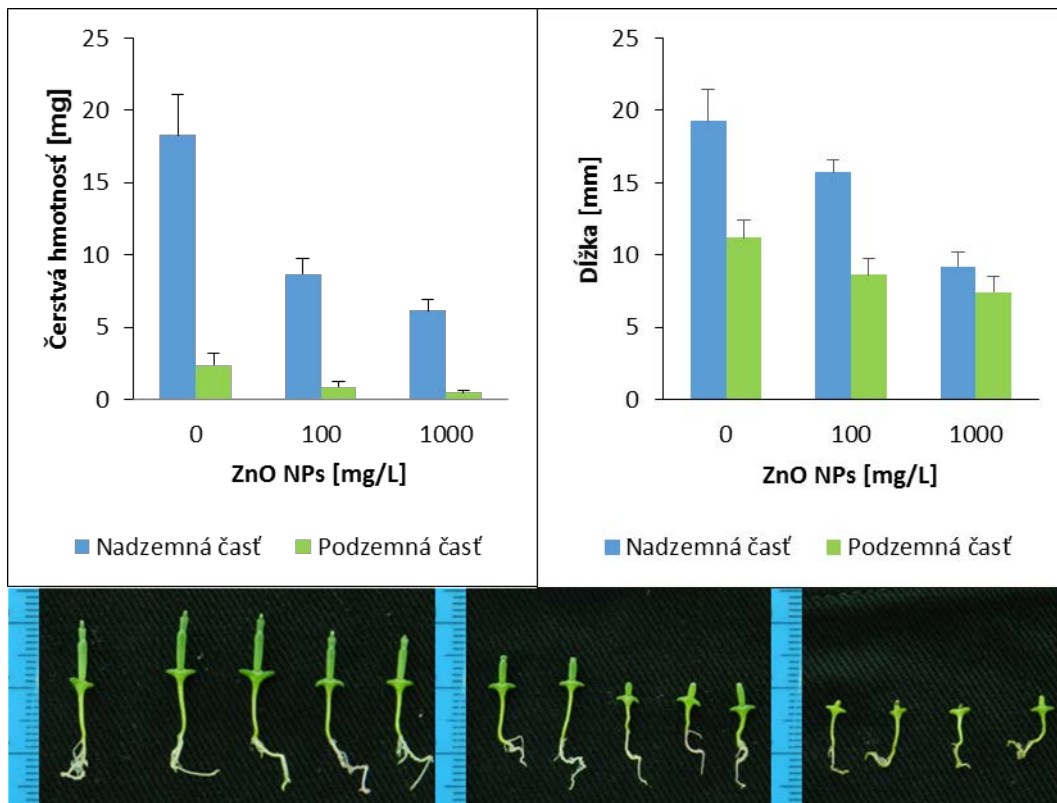 25
20
15
10
5
0
Čerstvá hmotnosť [mg]
0 100 1000
ZnO NPs [mg/L]
Nadzemná časť Podzemná časť
25
20
15
10
5
0
Dĺžka [mm]
0 100 1000
ZnO NPs [mg/L]
Nadzemná časť Podzemná časť